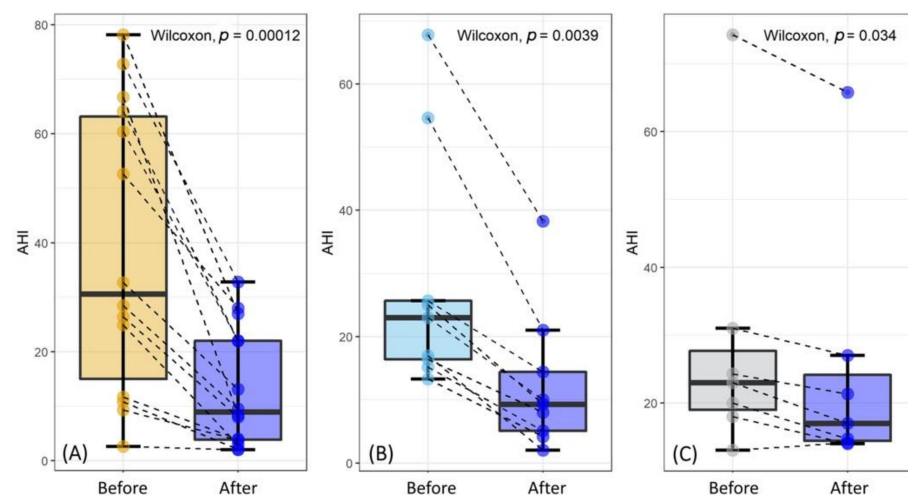 80
60
40
20
0
AHI
Wilcoxon, p = 0.00012
(A)
Before After
60
40
20
0
AHI
Wilcoxon, p = 0.0039
(B)
Before After
60
40
20
AHI
Wilcoxon, p = 0.034
(C)
Before After